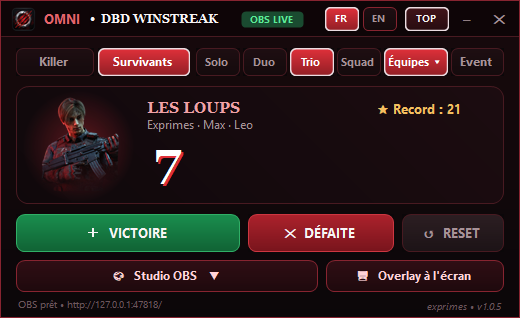 OMNI • DBD WINSTREAK OBS LIVE FR EN TOP
Killer Survivants Solo Duo Trio Squad Équipes ▼ Event
LES LOUPS ★ Record : 21
Exprimes · Max · Leo
7
+ VICTOIRE × DÉFAITE ↺ RESET
Studio OBS ▼ Overlay à l'écran
OBS prêt • http://127.0.0.1:47818/ exprimes • v1.0.5